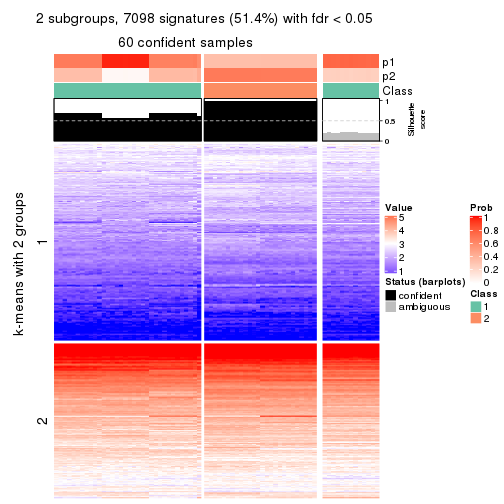 2 subgroups, 7098 signatures (51.4%) with fdr < 0.05
60 confident samples
p1
p2
Class
1
0.5
0
Silhouette
score
k-means with 2 groups
1
2
Value
5
4
3
2
1
Status (barplots)
confident
ambiguous
Prob
1
0.8
0.6
0.4
0.2
0
Class
1
2